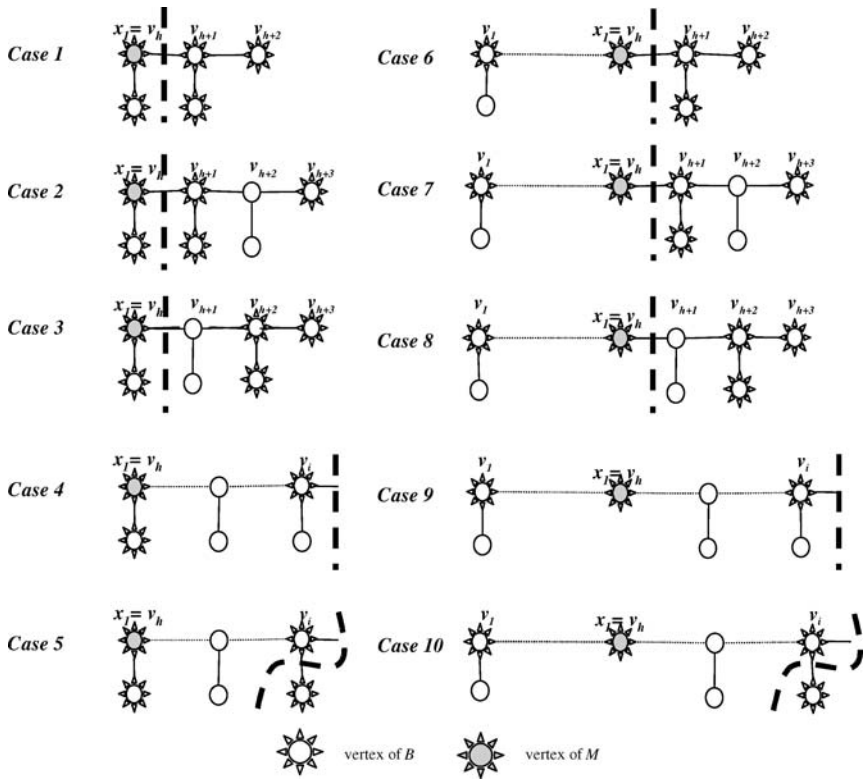 x₁= vₕ vₕ₊₁ vₕ₊₂ v₁ x₁= vₕ vₕ₊₁ vₕ₊₂
Case 1 Case 6
x₁= vₕ vₕ₊₁ vₕ₊₂ vₕ₊₃ v₁ x₁= vₕ vₕ₊₁ vₕ₊₂ vₕ₊₃
Case 2 Case 7
x₁= vₕ vₕ₊₁ vₕ₊₂ vₕ₊₃ v₁ x₁= vₕ vₕ₊₁ vₕ₊₂ vₕ₊₃
Case 3 Case 8
x₁= vₕ vᵢ v₁ x₁= vₕ vᵢ
Case 4 Case 9
x₁= vₕ vᵢ v₁ x₁= vₕ vᵢ
Case 5 Case 10
vertex of B vertex of M